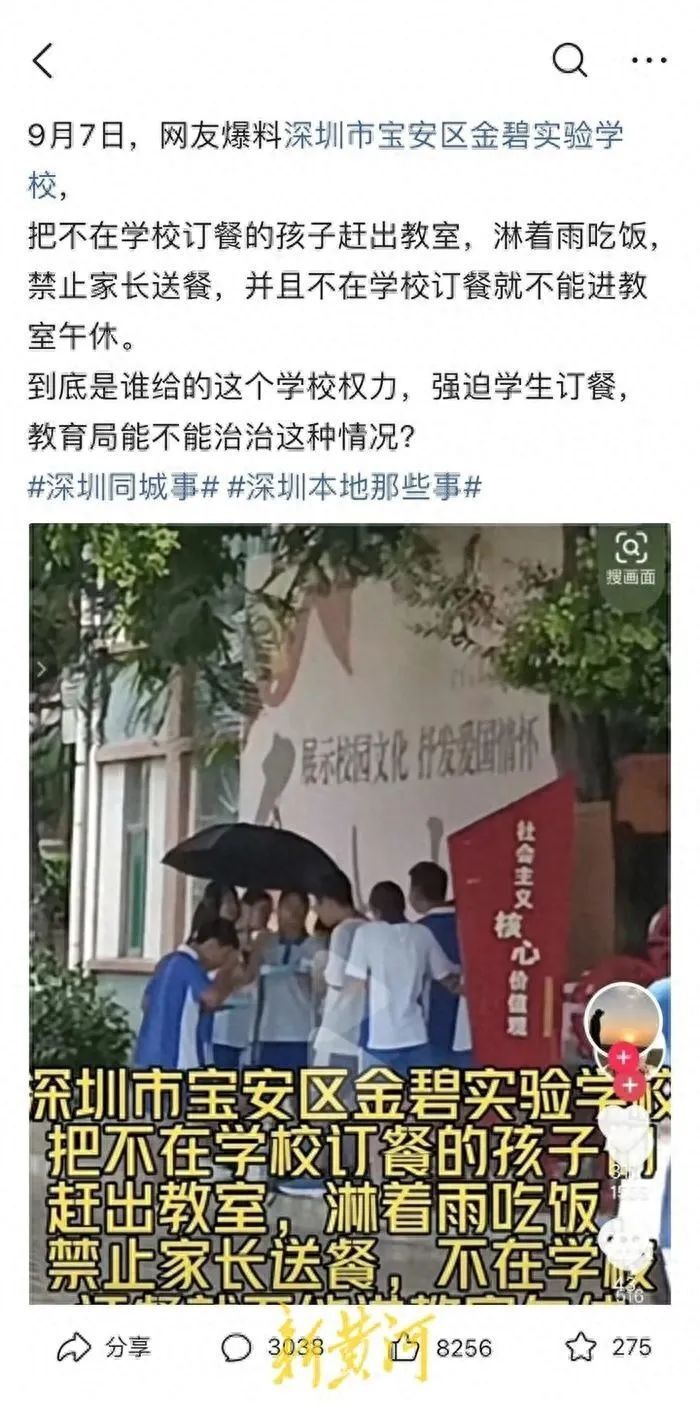 9月7日，网友爆料深圳市宝安区金碧实验学
校，
把不在学校订餐的孩子赶出教室，淋着雨吃饭，
禁止家长送餐，并且不在学校订餐就不能进教
室午休。
到底是谁给的这个学校权力，强迫学生订餐，
教育局能不能治治这种情况？
#深圳同城事# #深圳本地那些事#
搜画面
展示校园文化 抒发爱国情怀
社会主义
核心
价值观
深圳市宝安区金碧实验学校
把不在学校订餐的孩子
赶出教室，淋着雨吃饭
禁止家长送餐，不在学校
分享
3038
8256
275
新黄河